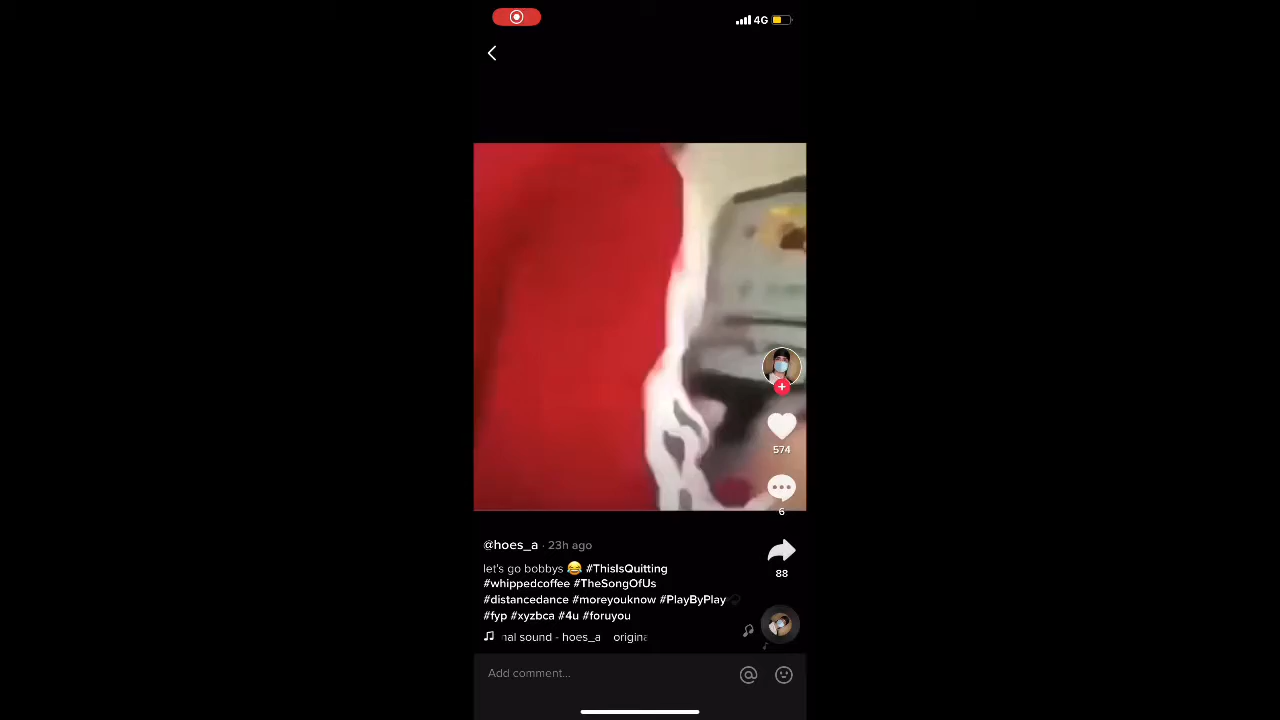 4G
574
6
88
@hoes_a · 23h ago
let's go bobbys 😂 #ThisIsQuitting
#whippedcoffee #TheSongOfUs
#distancedance #moreyouknow #PlayByPlay
#fyp #xyzbca #4u #foruyou
nal sound - hoes_a origina
Add comment...